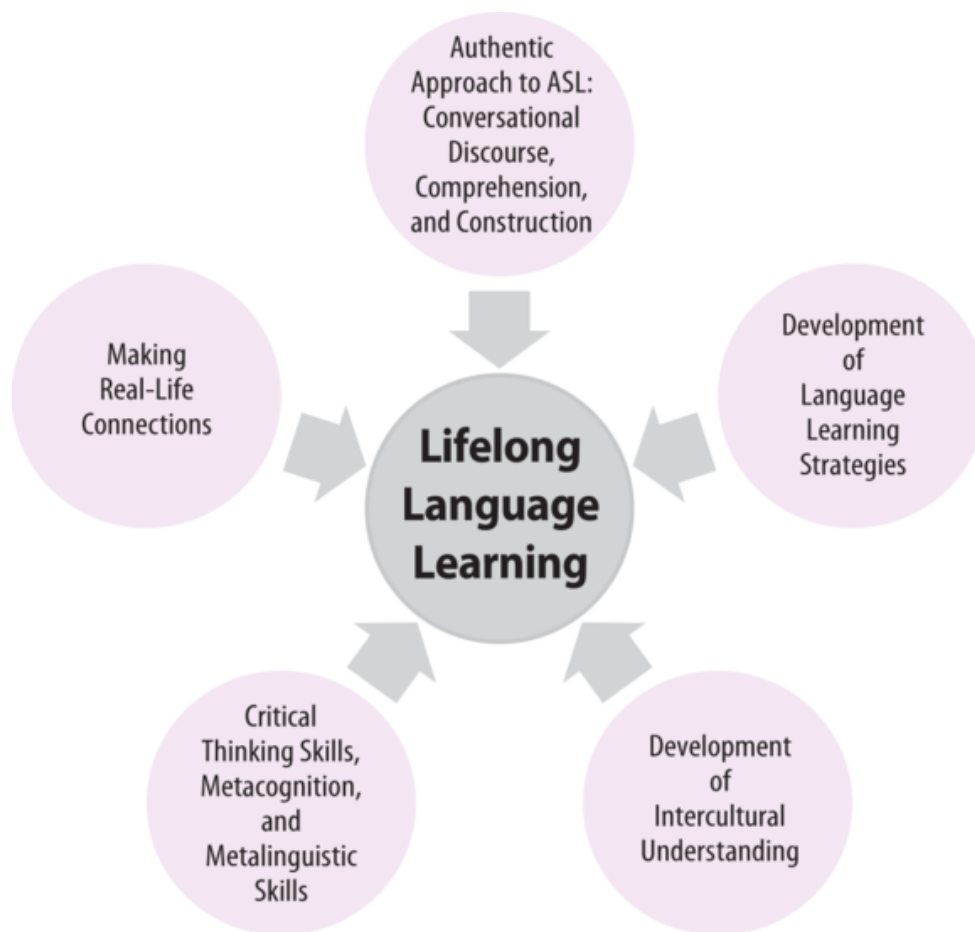 Authentic
Approach to ASL:
Conversational
Discourse,
Comprehension,
and Construction
Making
Real-Life
Connections
Development
of
Language
Learning
Strategies
Lifelong
Language
Learning
Critical
Thinking Skills,
Metacognition,
and
Metalinguistic
Skills
Development
of
Intercultural
Understanding